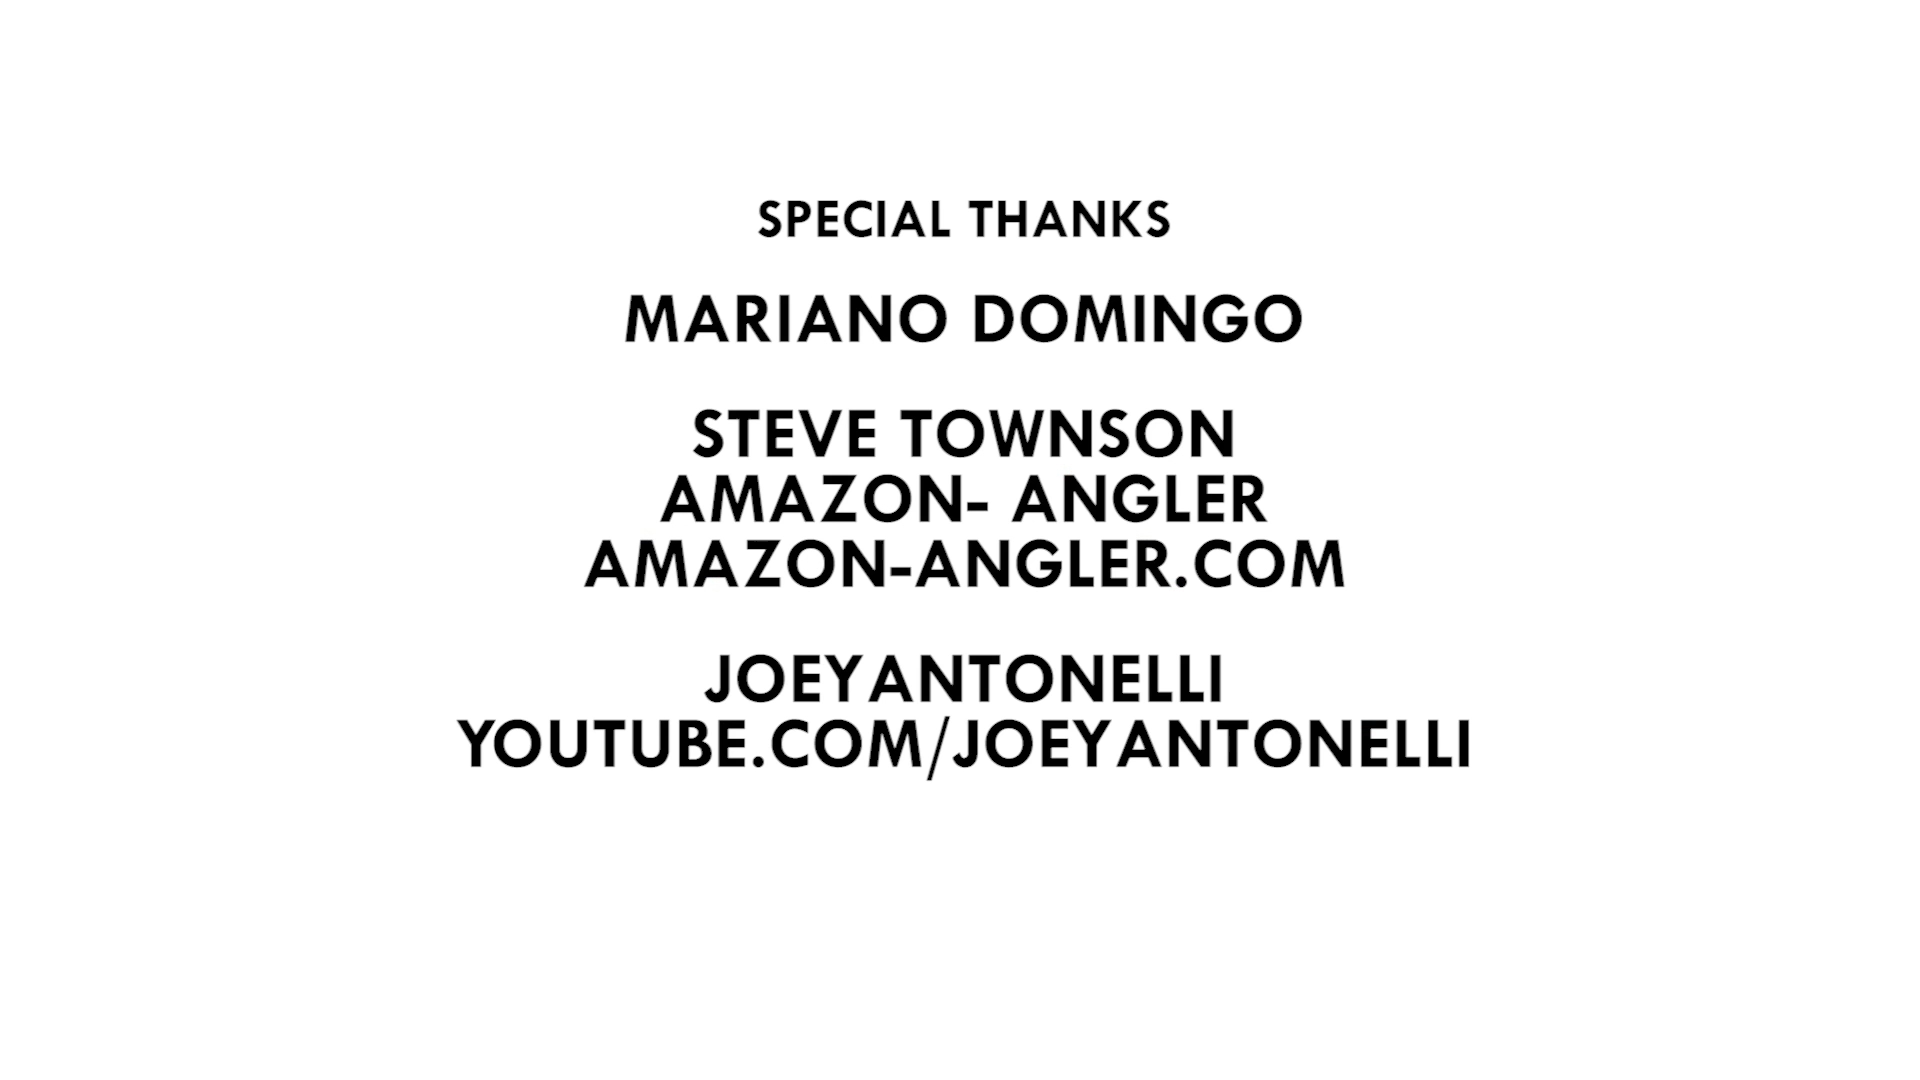 SPECIAL THANKS
MARIANO DOMINGO
STEVE TOWNSON
AMAZON- ANGLER
AMAZON-ANGLER.COM
JOEYANTONELLI
YOUTUBE.COM/JOEYANTONELLI